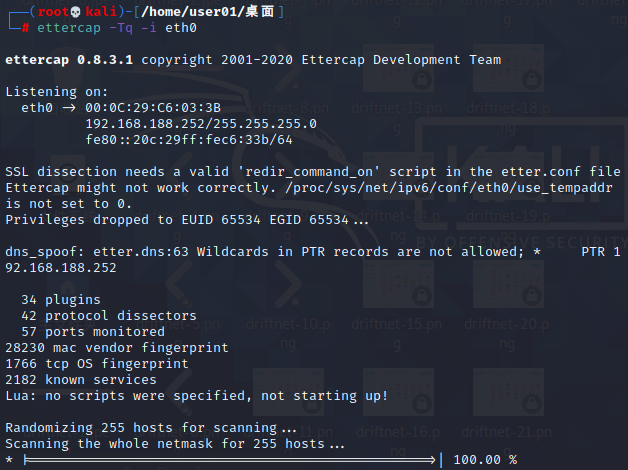 ┌──(root💀kali)-[/home/user01/桌面]
└─# ettercap -Tq -i eth0
ettercap 0.8.3.1 copyright 2001-2020 Ettercap Development Team
Listening on:
eth0 -> 00:0C:29:C6:03:3B
192.168.188.252/255.255.255.0
fe80::20c:29ff:fec6:33b/64
SSL dissection needs a valid 'redir_command_on' script in the etter.conf file
Ettercap might not work correctly. /proc/sys/net/ipv6/conf/eth0/use_tempaddr
is not set to 0.
Privileges dropped to EUID 65534 EGID 65534...
dns_spoof: etter.dns:63 Wildcards in PTR records are not allowed; *     PTR 1
92.168.188.252
34 plugins
42 protocol dissectors
57 ports monitored
28230 mac vendor fingerprint
1766 tcp OS fingerprint
2182 known services
Lua: no scripts were specified, not starting up!
Randomizing 255 hosts for scanning...
Scanning the whole netmask for 255 hosts...
* |==================================================>| 100.00 %